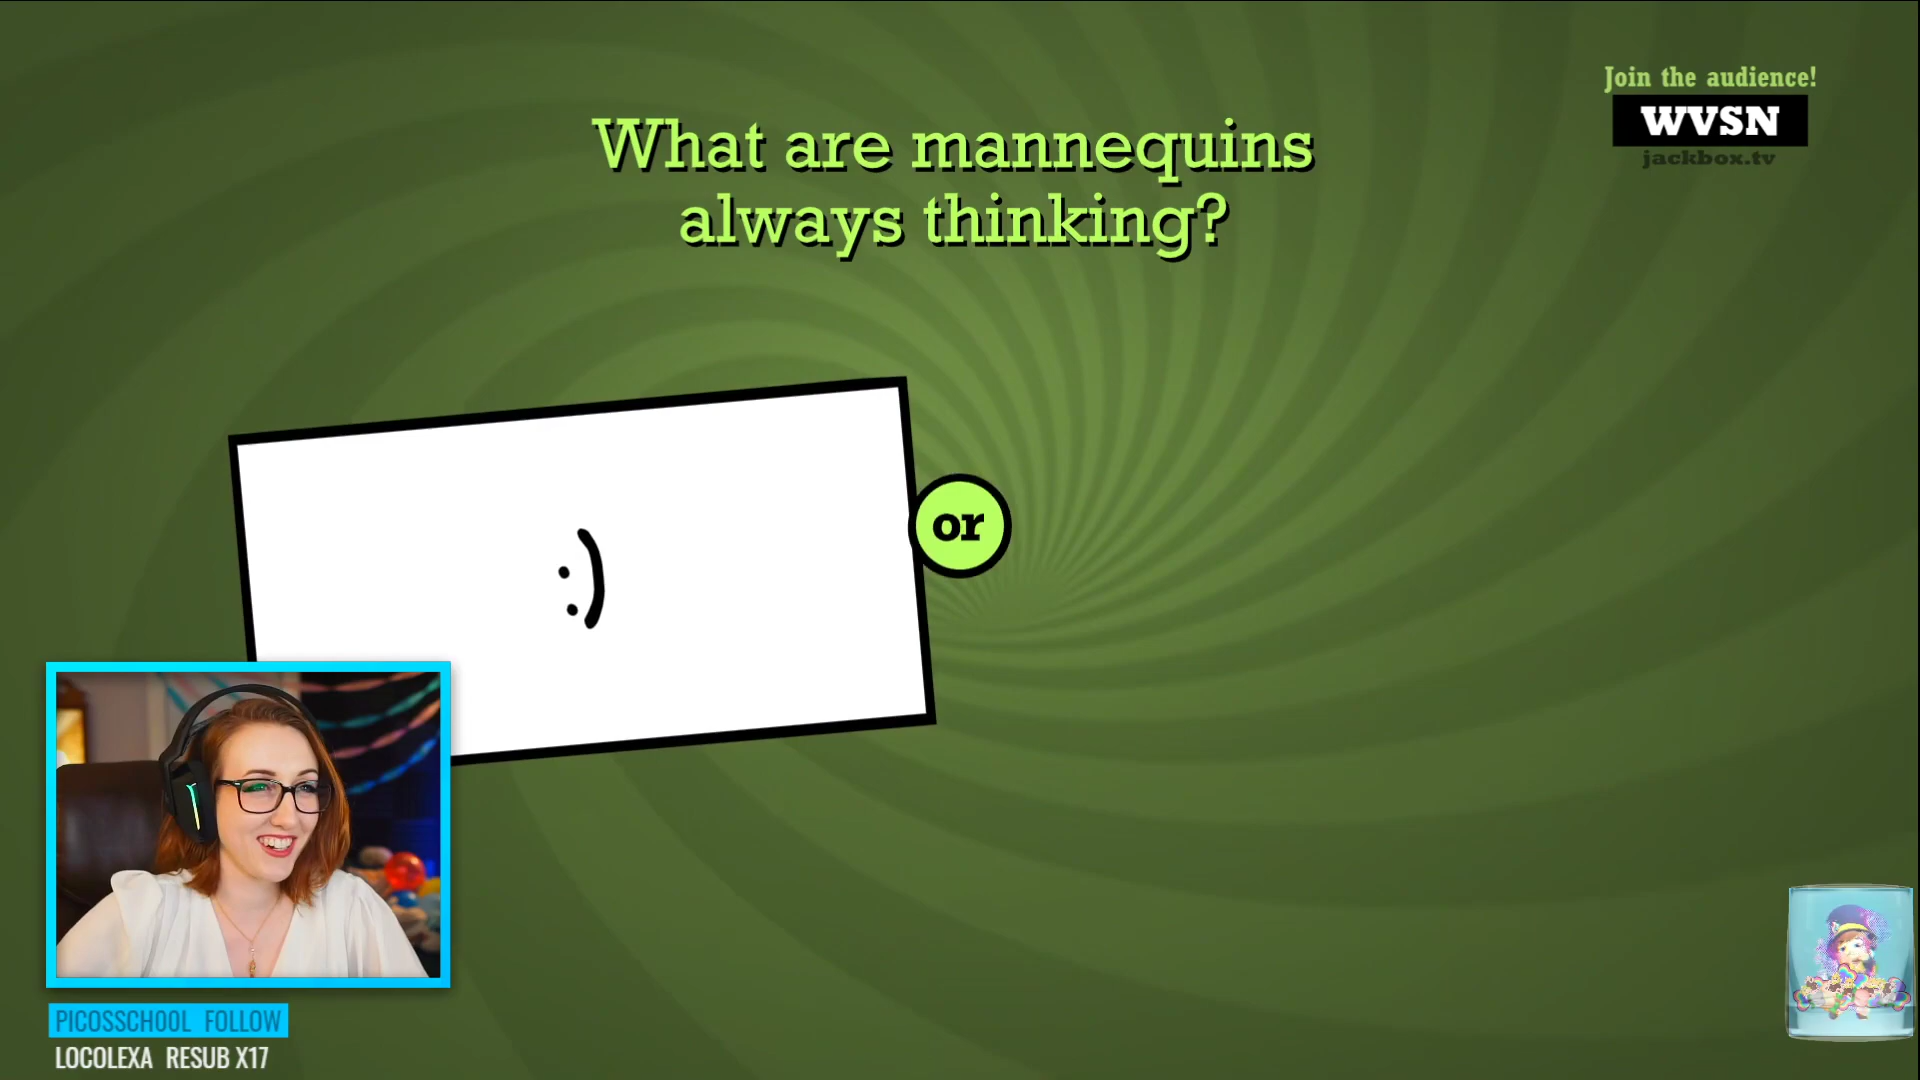 Join the audience!
WVSN
jackbox.tv
What are mannequins
always thinking?
:)
or
PICOSSCHOOL FOLLOW
LOCOLEXA RESUB X17